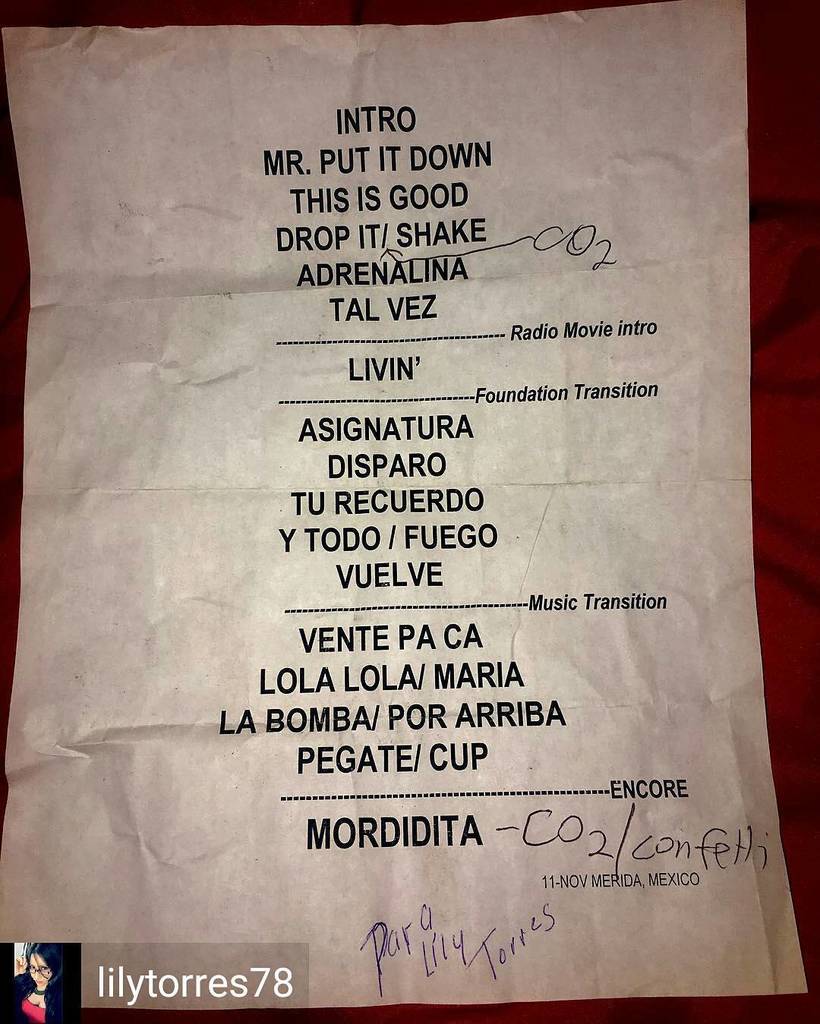 INTRO
MR. PUT IT DOWN
THIS IS GOOD
DROP IT/ SHAKE
CO2
ADRENALINA
TAL VEZ
------------------------------------- Radio Movie intro
LIVIN’
--------------------------------Foundation Transition
ASIGNATURA
DISPARO
TU RECUERDO
Y TODO / FUEGO
VUELVE
---------------------------------------Music Transition
VENTE PA CA
LOLA LOLA/ MARIA
LA BOMBA/ POR ARRIBA
PEGATE/ CUP
---------------------------------------------ENCORE
MORDIDITA - CO2/confetti
11-NOV MERIDA, MEXICO
para
Lily Torres
lilytorres78